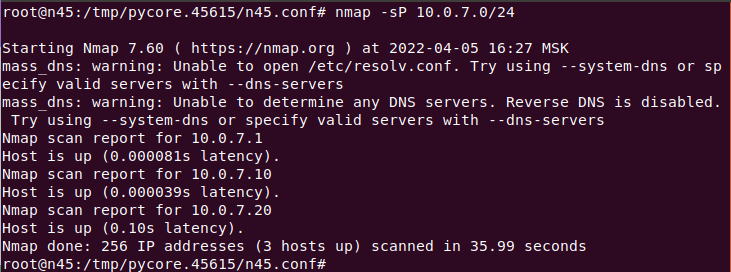 root@n45:/tmp/pycore.45615/n45.conf# nmap -sP 10.0.7.0/24
Starting Nmap 7.60 ( https://nmap.org ) at 2022-04-05 16:27 MSK
mass_dns: warning: Unable to open /etc/resolv.conf. Try using --system-dns or sp
ecify valid servers with --dns-servers
mass_dns: warning: Unable to determine any DNS servers. Reverse DNS is disabled.
 Try using --system-dns or specify valid servers with --dns-servers
Nmap scan report for 10.0.7.1
Host is up (0.000081s latency).
Nmap scan report for 10.0.7.10
Host is up (0.000039s latency).
Nmap scan report for 10.0.7.20
Host is up (0.10s latency).
Nmap done: 256 IP addresses (3 hosts up) scanned in 35.99 seconds
root@n45:/tmp/pycore.45615/n45.conf#